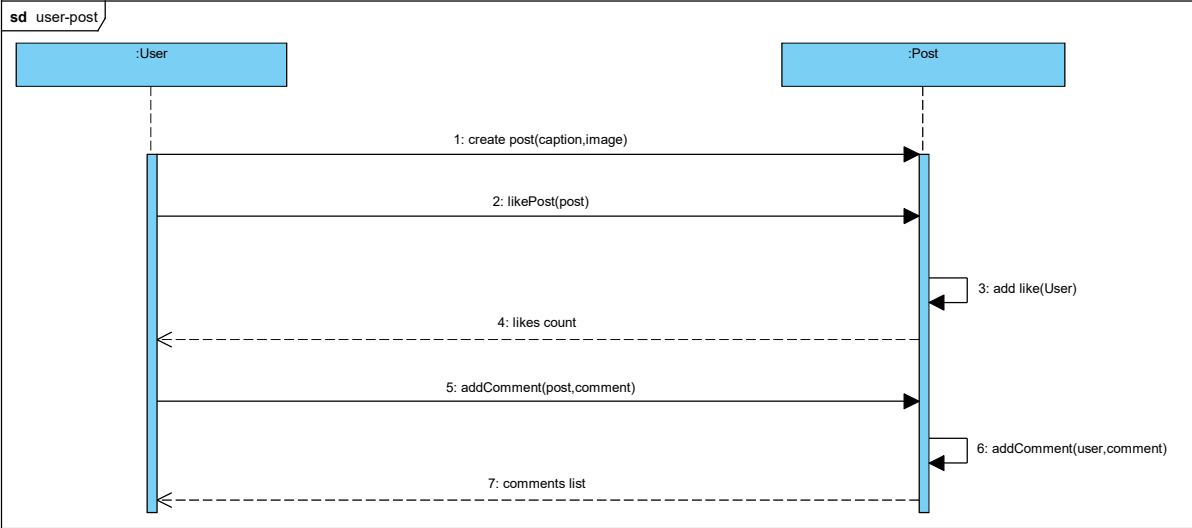 sd user-post
:User
:Post
1: create post(caption,image)
2: likePost(post)
3: add like(User)
4: likes count
5: addComment(post,comment)
6: addComment(user,comment)
7: comments list